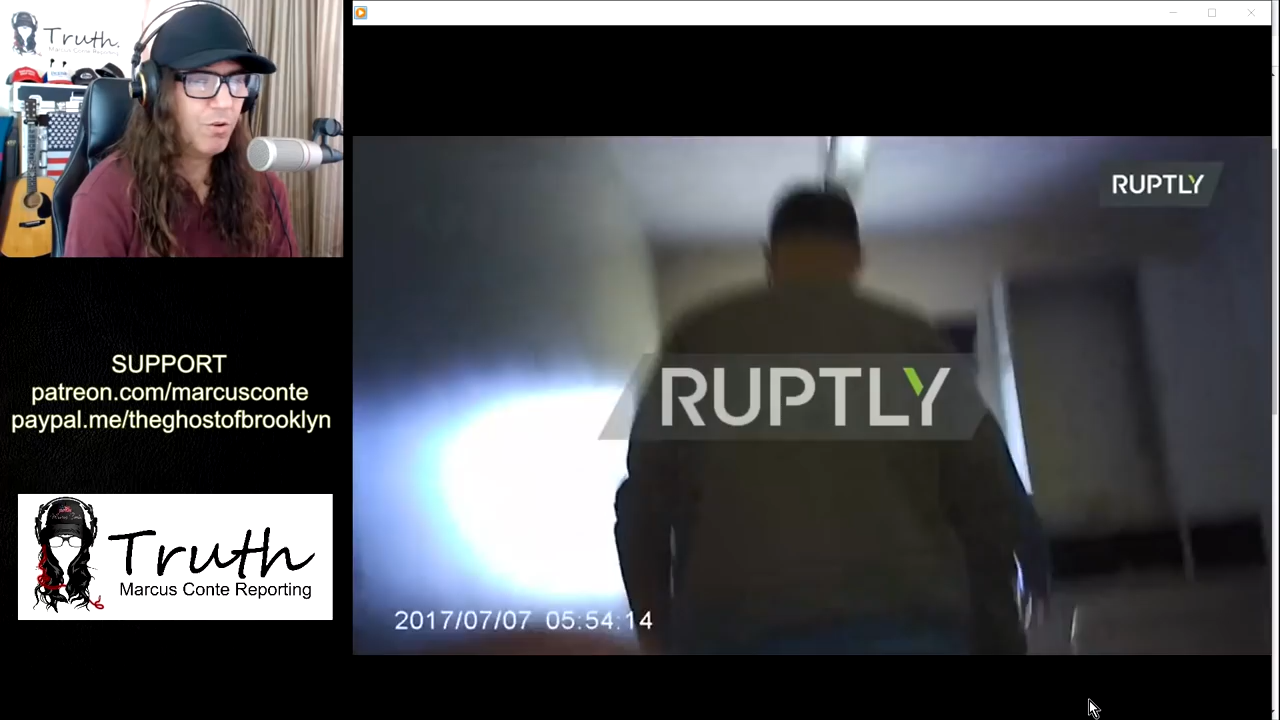 Truth.
Marcus Conte Reporting
RUPTLY
RUPTLY
SUPPORT
patreon.com/marcusconte
paypal.me/theghostofbrooklyn
Truth
Marcus Conte Reporting
2017/07/07 05:54:14